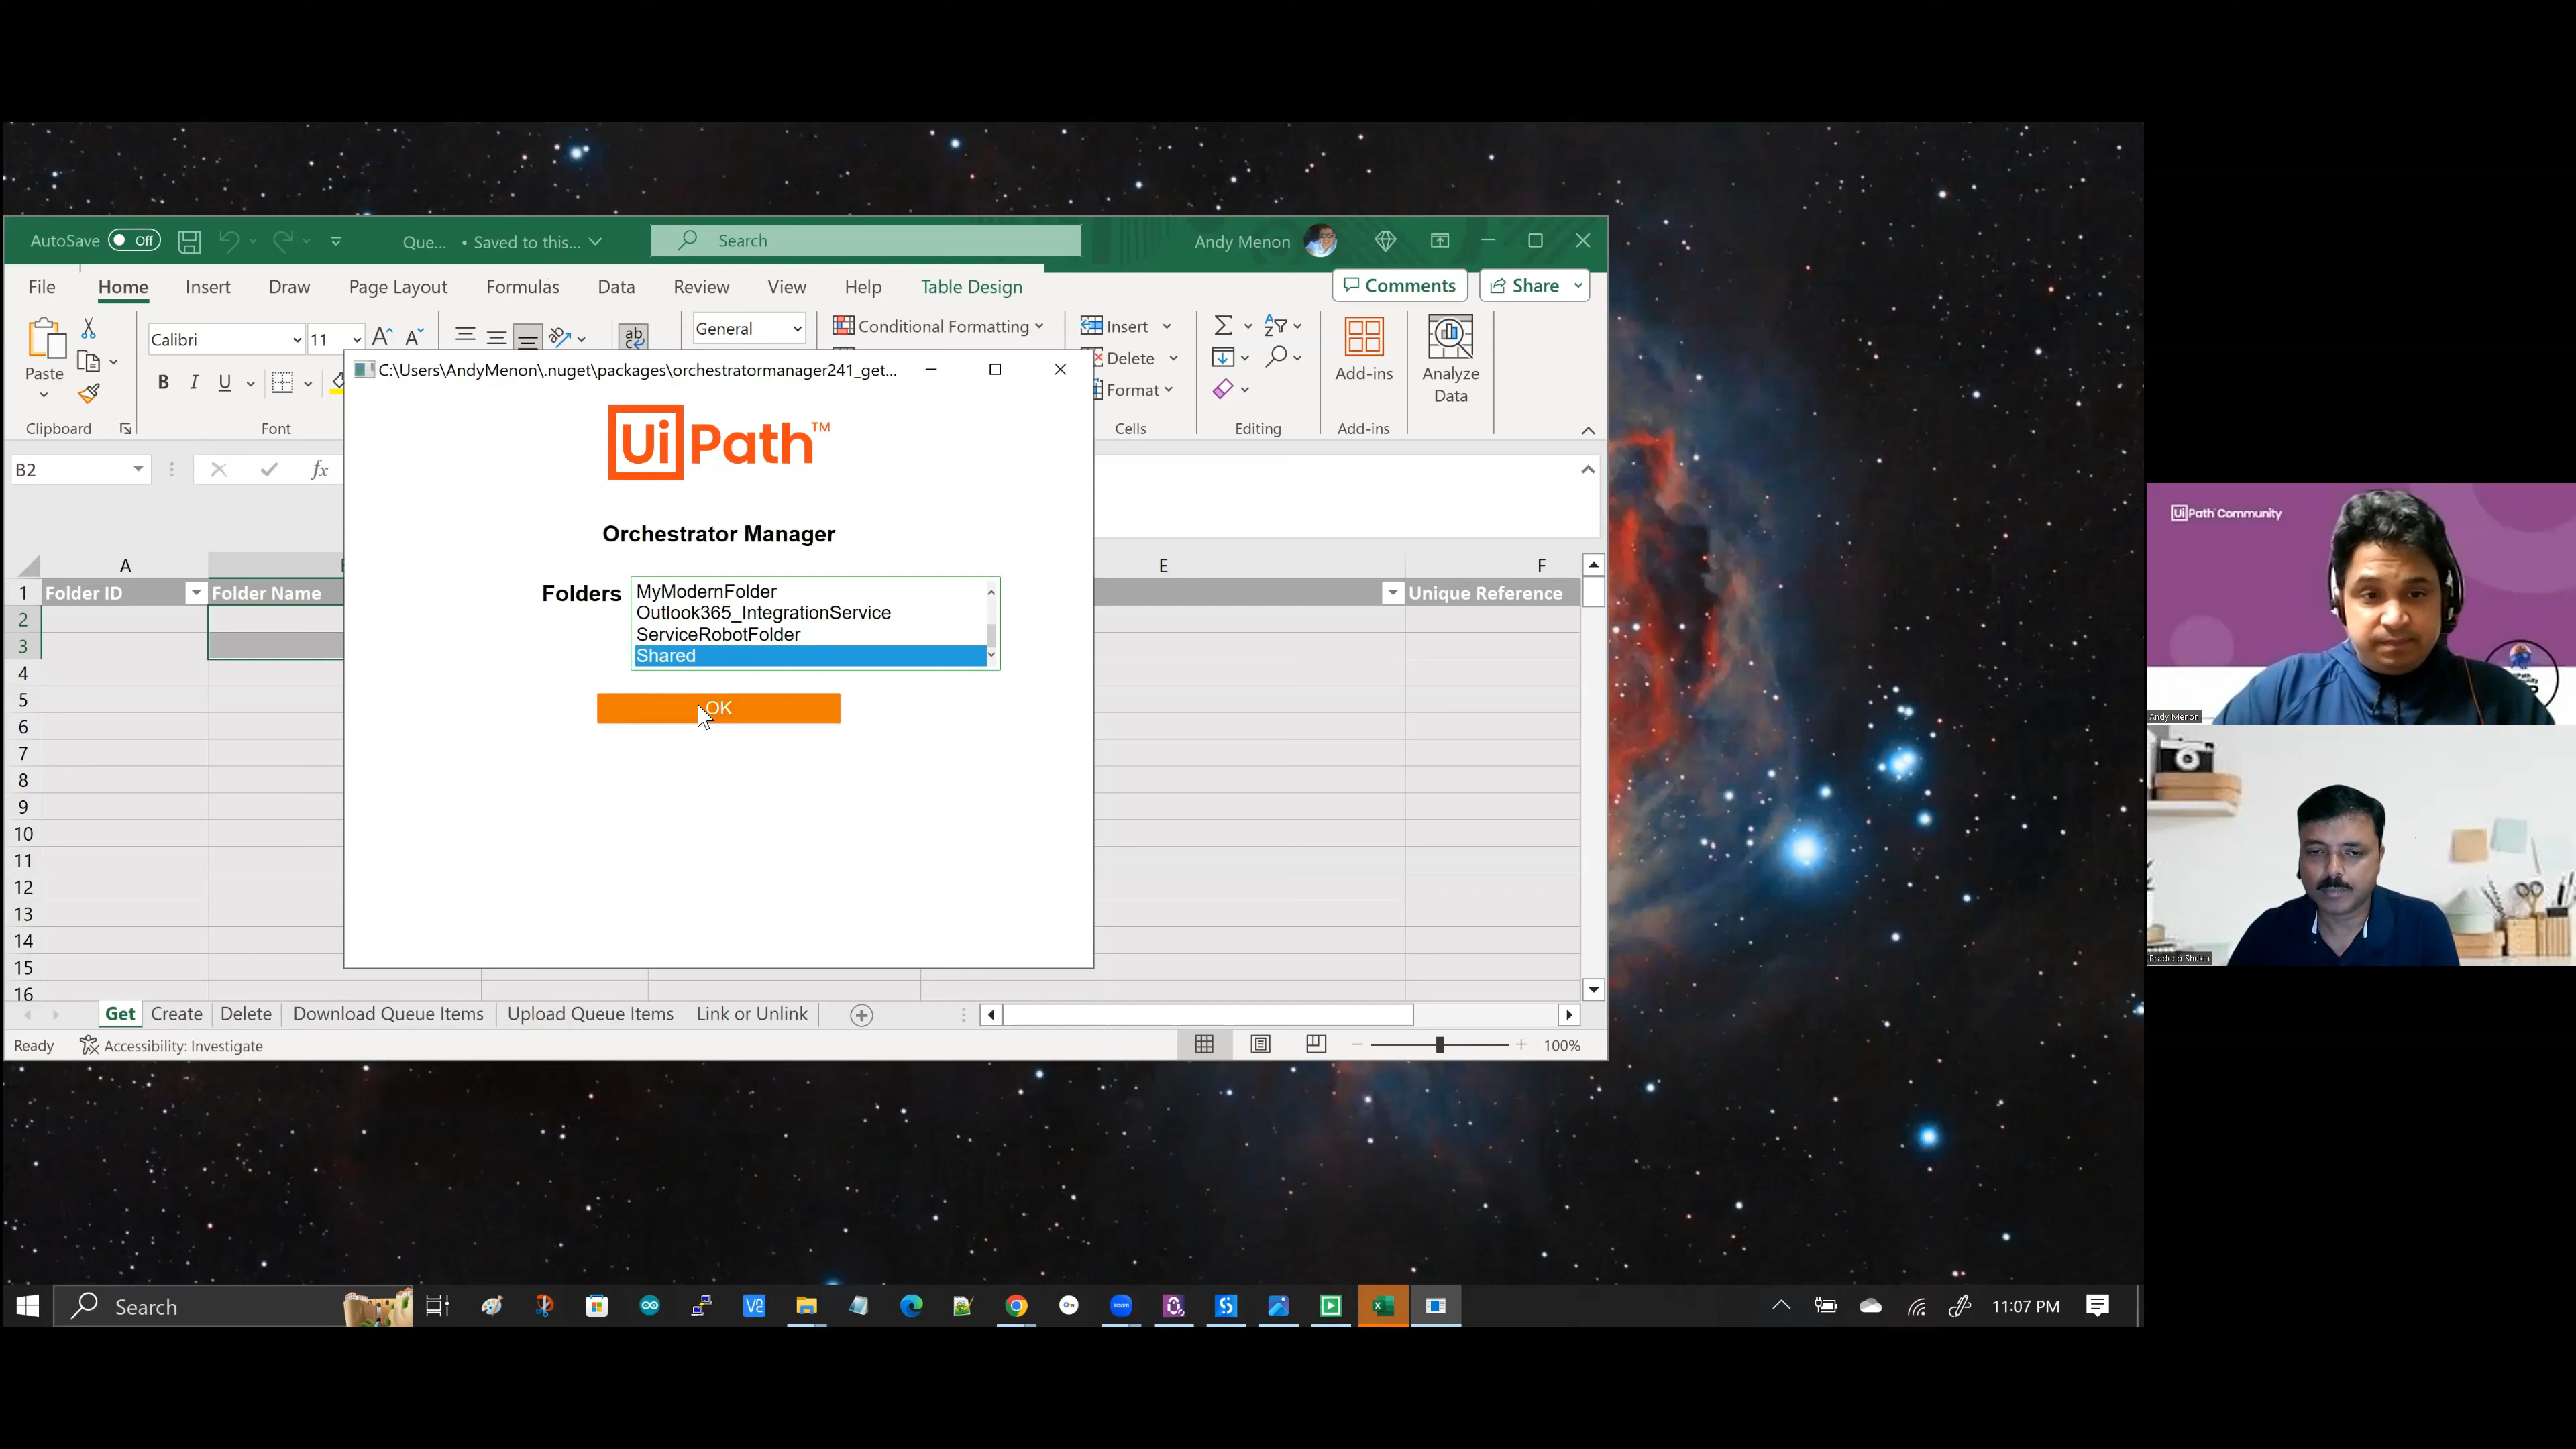 AutoSave Off Que... • Saved to this... Search Andy Menon
File Home Insert Draw Page Layout Formulas Data Review View Help Table Design Comments Share
Paste Calibri 11 General Conditional Formatting Insert Delete Format Add-ins Analyze Data
B I U
Clipboard Font Cells Editing Add-ins
B2 fx
C:\Users\AndyMenon\.nuget\packages\orchestratormanager241_get...
UiPath™
Orchestrator Manager
Folders
MyModernFolder
Outlook365_IntegrationService
ServiceRobotFolder
Shared
OK
A E F
1 Folder ID Folder Name Unique Reference
2
3
4
5
6
7
8
9
10
11
12
13
14
15
16
Get Create Delete Download Queue Items Upload Queue Items Link or Unlink
Ready Accessibility: Investigate 100%
Search 11:07 PM
UiPath Community
Andy Menon
Pradeep Shukla